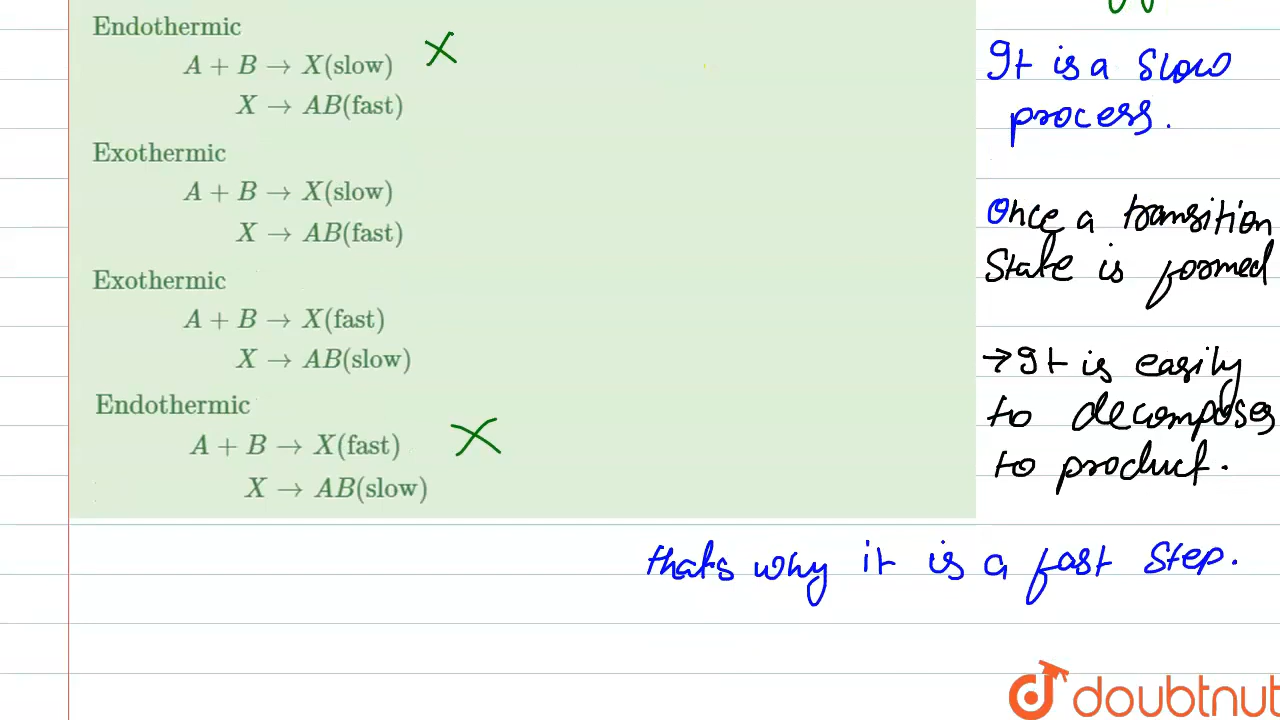 Endothermic
A + B → X(slow) X
X → AB(fast)
Exothermic
A + B → X(slow)
X → AB(fast)
Exothermic
A + B → X(fast)
X → AB(slow)
Endothermic
A + B → X(fast) X
X → AB(slow)
It is a slow
process.
Once a transition
state is formed
→ It is easily
to decomposes
to product.
thats why it is a fast step.
doubtnut